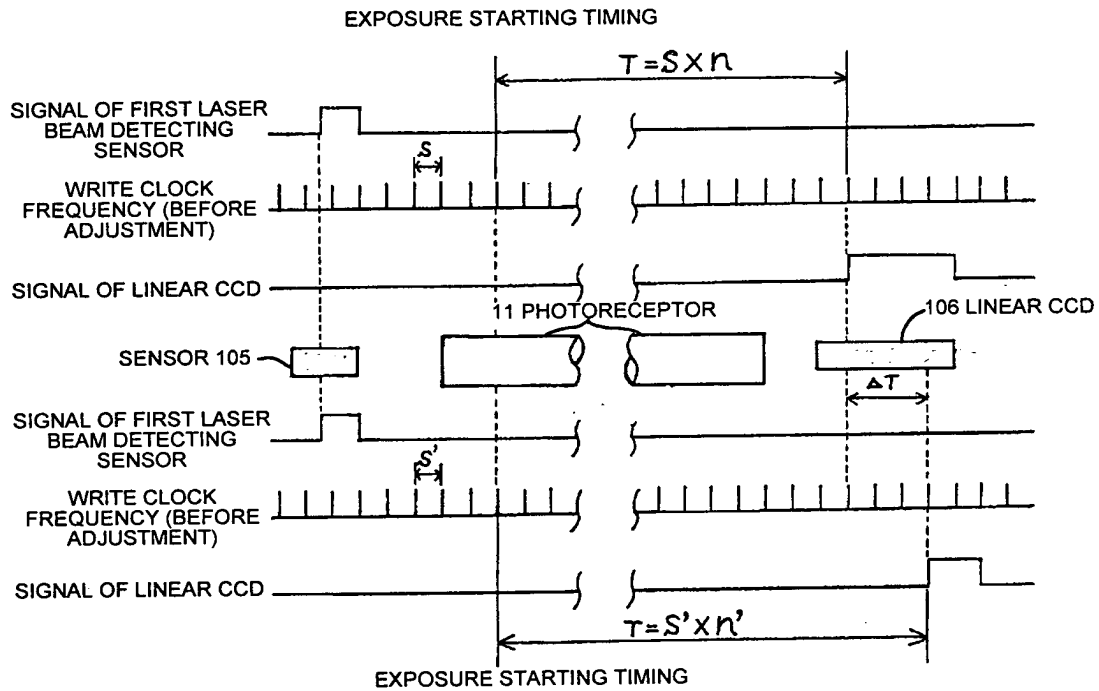 EXPOSURE STARTING TIMING
T=S×n
SIGNAL OF FIRST LASER
BEAM DETECTING
SENSOR
S
WRITE CLOCK
FREQUENCY (BEFORE
ADJUSTMENT)
SIGNAL OF LINEAR CCD
11 PHOTORECEPTOR
106 LINEAR CCD
SENSOR 105
ΔT
SIGNAL OF FIRST LASER
BEAM DETECTING
SENSOR
S'
WRITE CLOCK
FREQUENCY (BEFORE
ADJUSTMENT)
SIGNAL OF LINEAR CCD
T=S'×n'
EXPOSURE STARTING TIMING